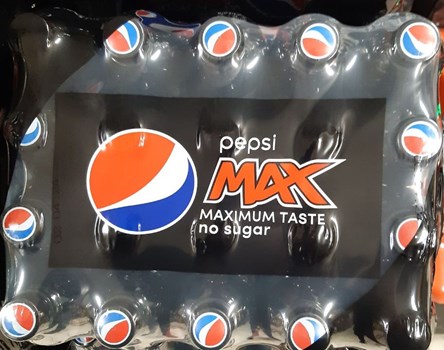 pepsi
MAX
MAXIMUM TASTE
no sugar